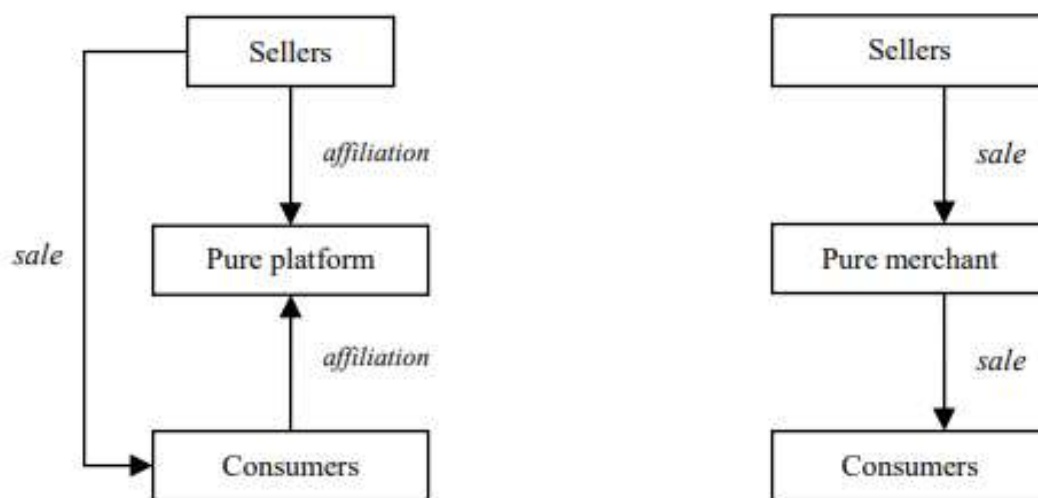 Sellers
affiliation
sale
Pure platform
affiliation
Consumers
Sellers
sale
Pure merchant
sale
Consumers